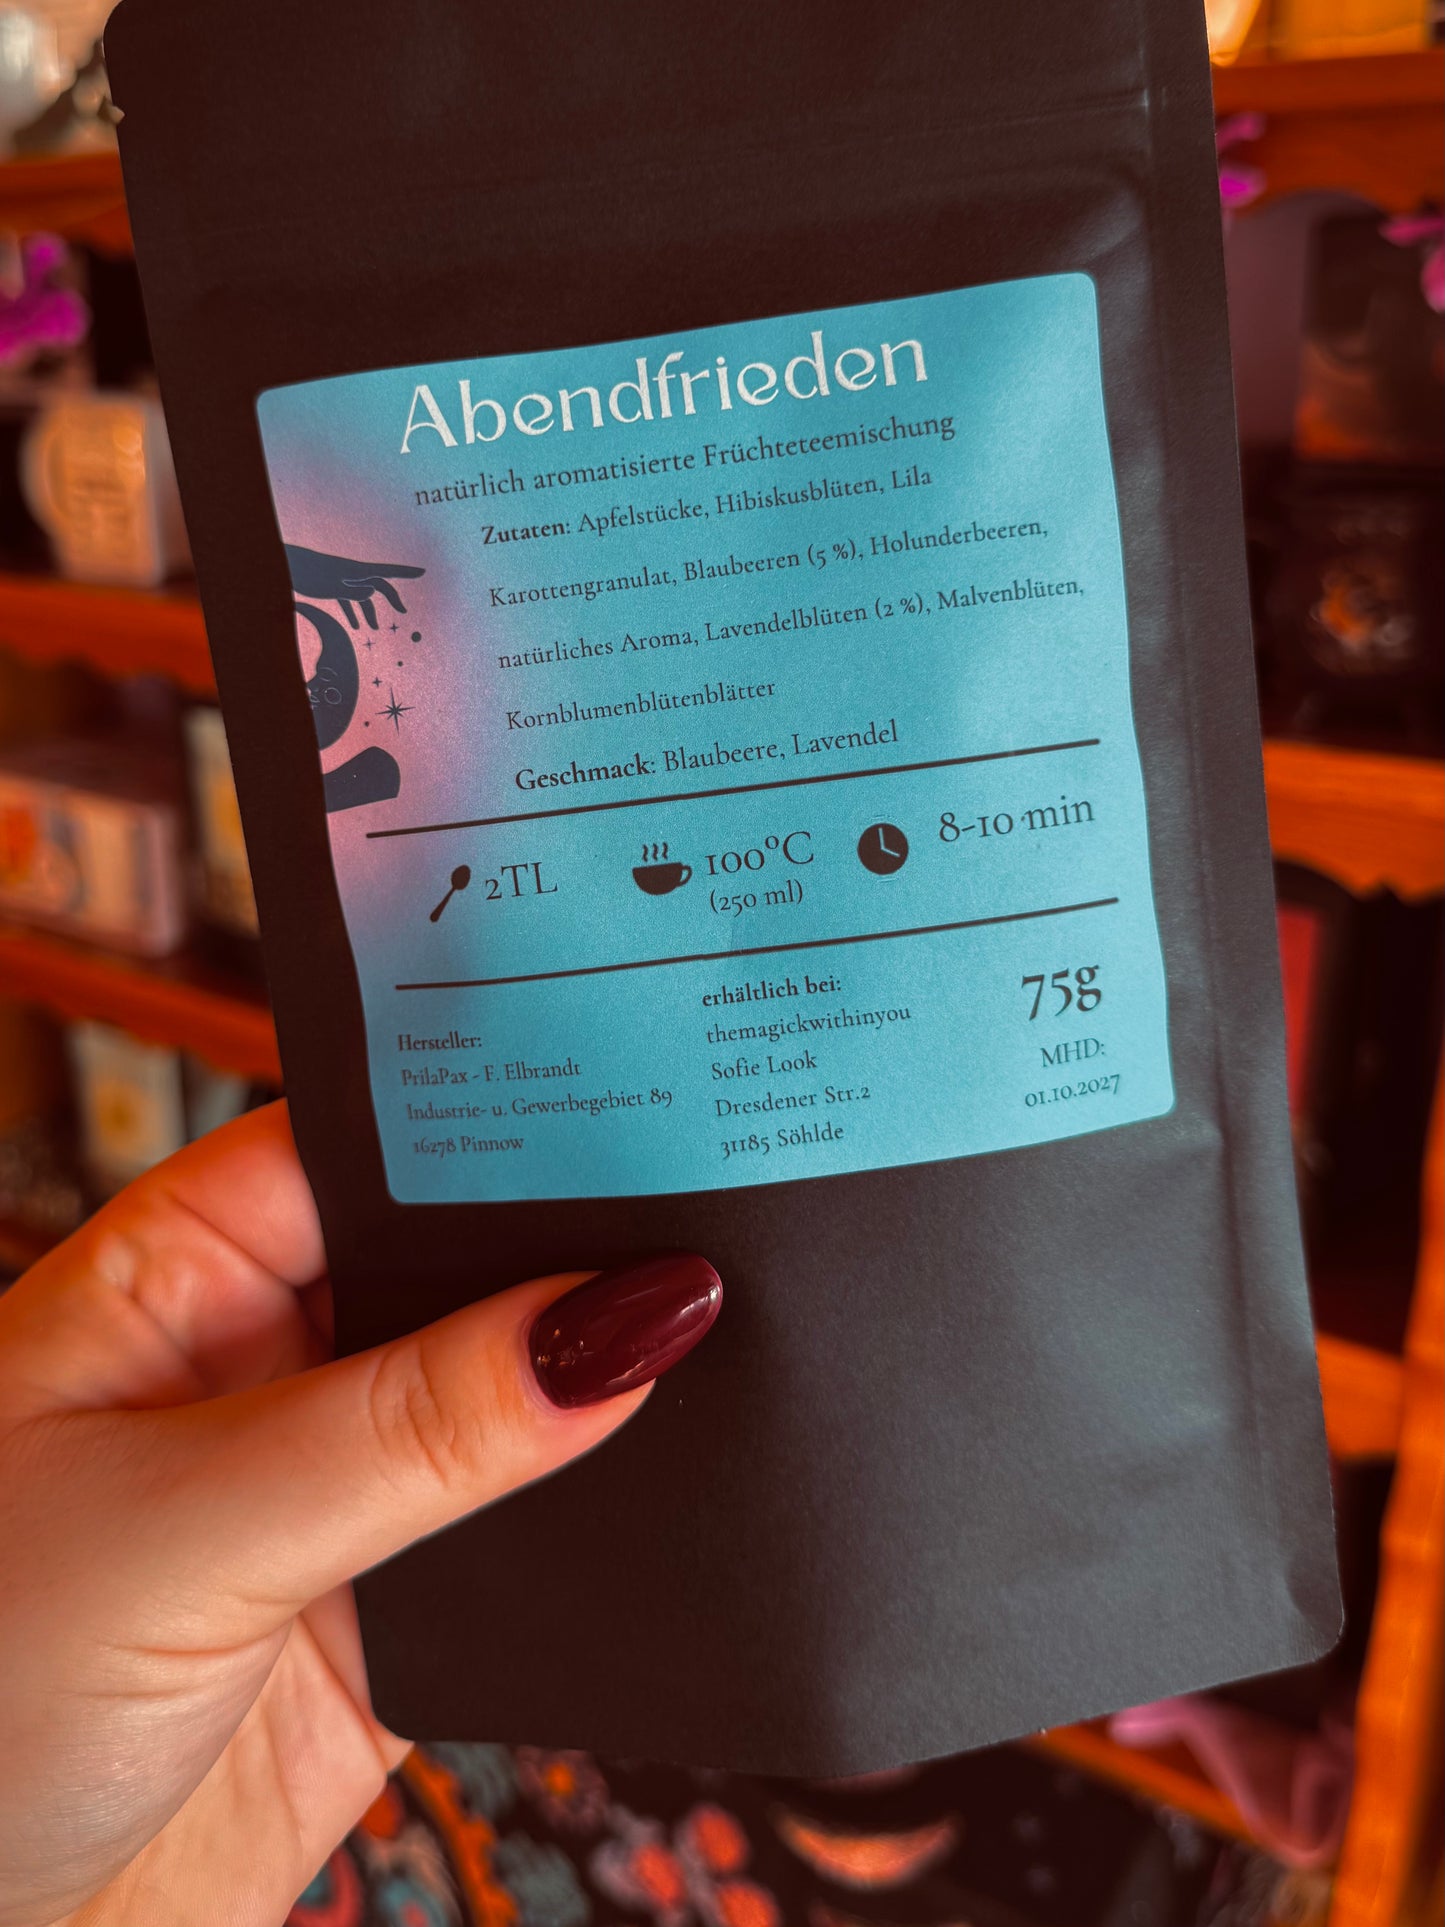 Abendfrieden
natürlich aromatisierte Früchteteemischung
Zutaten: Apfelstücke, Hibiskusblüten, Lila
Karottengranulat, Blaubeeren (5 %), Holunderbeeren,
natürliches Aroma, Lavendelblüten (2 %), Malvenblüten,
Kornblumenblütenblätter
Geschmack: Blaubeere, Lavendel
2TL
100°C
(250 ml)
8-10 min
Hersteller:
PrilaPax - F. Elbrandt
Industrie- u. Gewerbegebiet 89
16278 Pinnow
erhältlich bei:
themagickwithinyou
Sofie Look
Dresdener Str.2
31185 Söhlde
75g
MHD:
01.10.2027